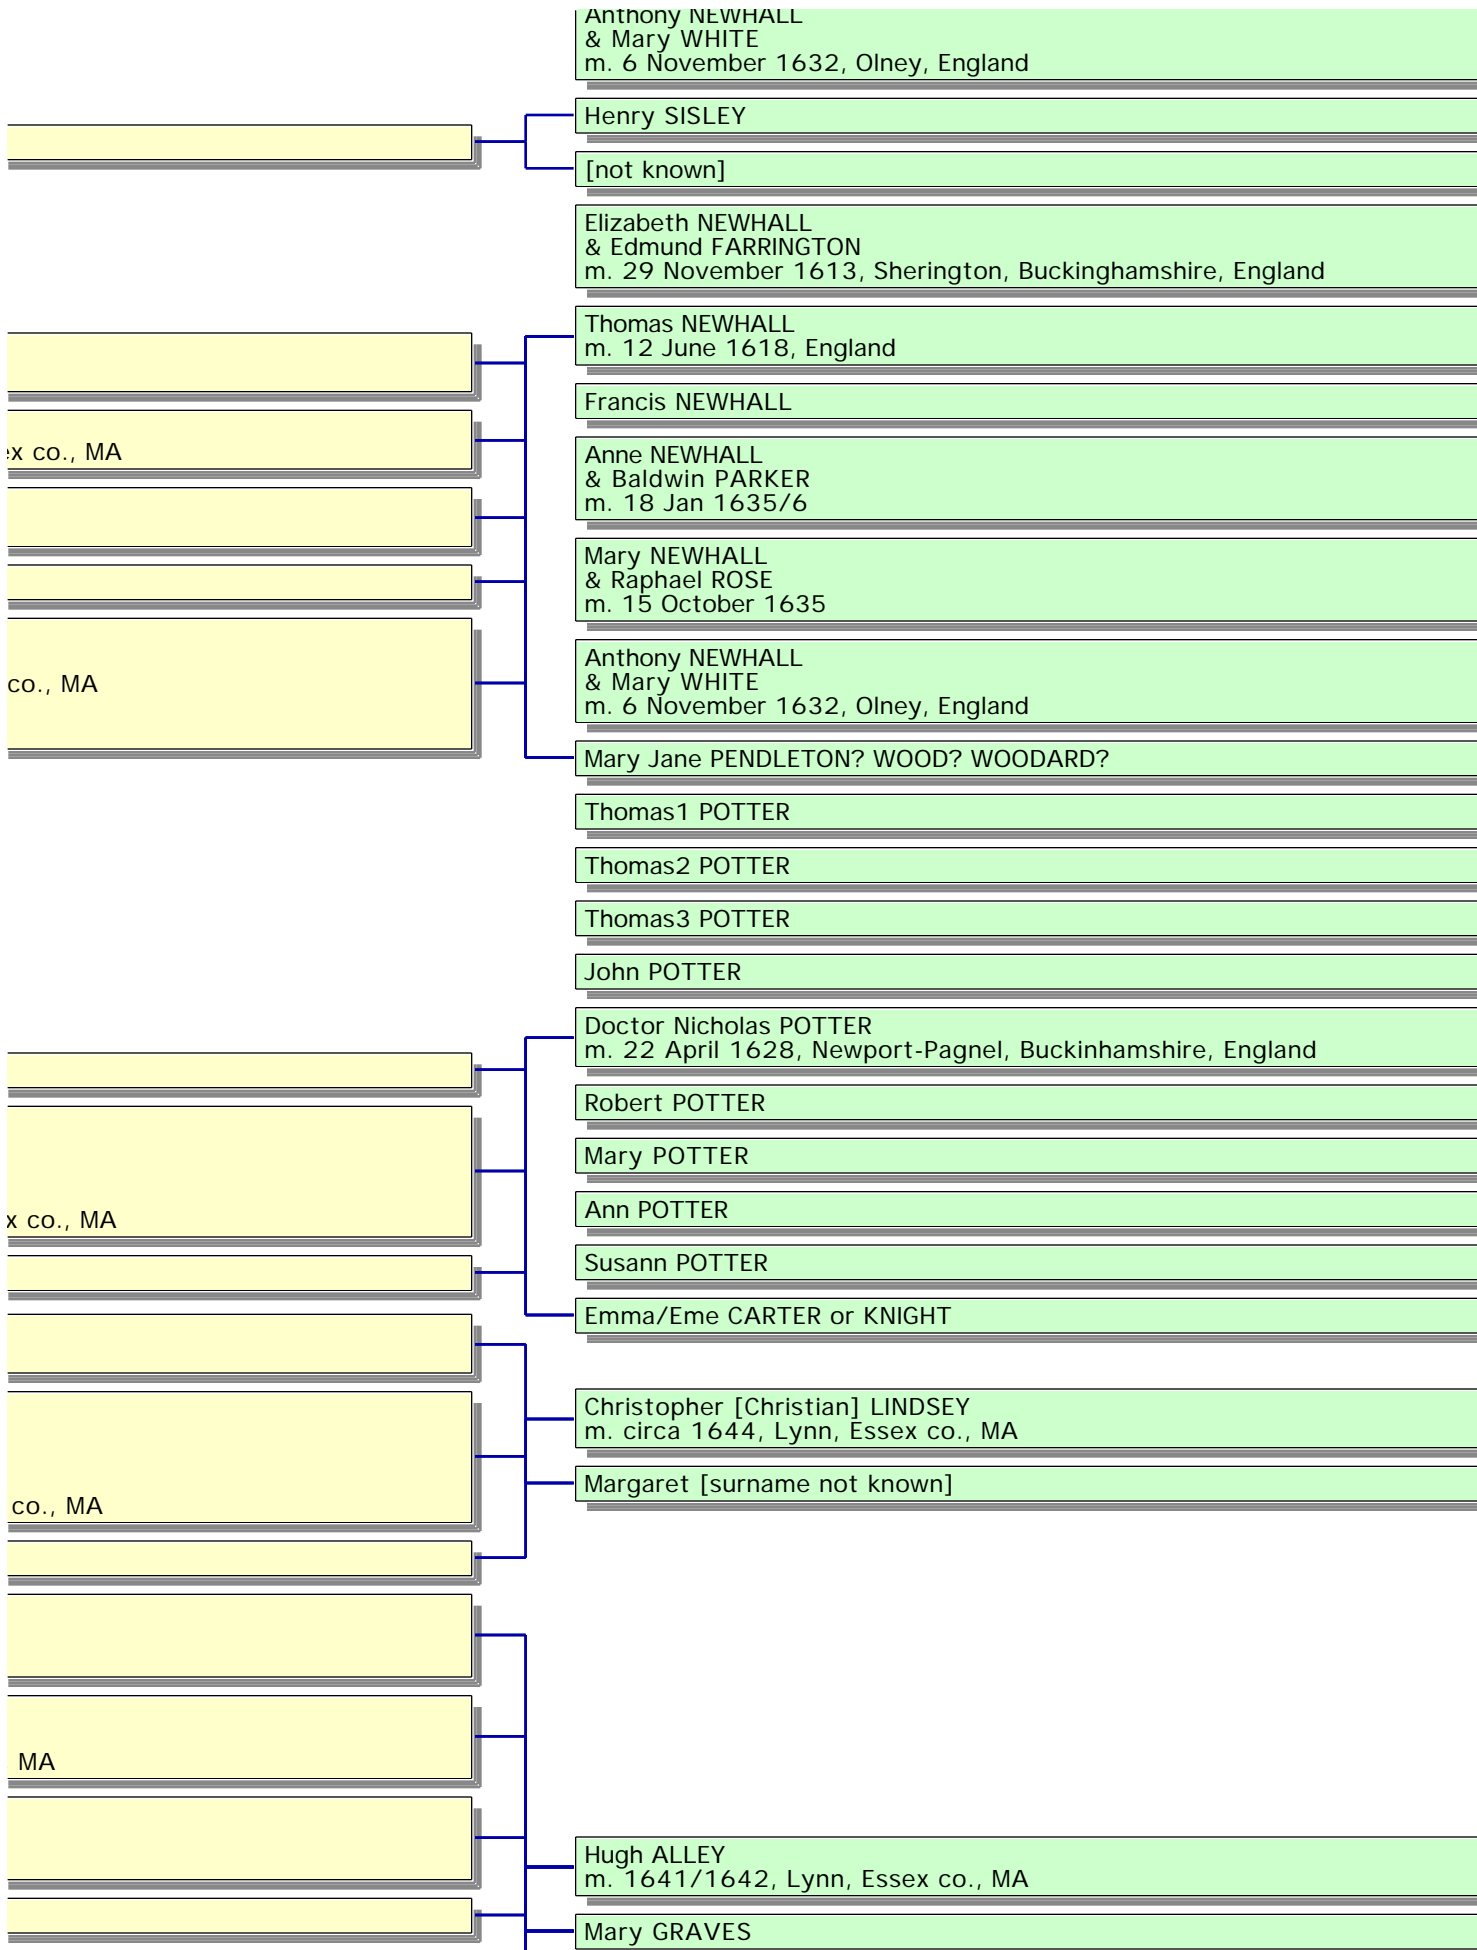 Anthony NEWHALL
& Mary WHITE
m. 6 November 1632, Olney, England
Henry SISLEY
[not known]
Elizabeth NEWHALL
& Edmund FARRINGTON
m. 29 November 1613, Sherington, Buckinghamshire, England
Thomas NEWHALL
m. 12 June 1618, England
Francis NEWHALL
ex co., MA
Anne NEWHALL
& Baldwin PARKER
m. 18 Jan 1635/6
Mary NEWHALL
& Raphael ROSE
m. 15 October 1635
co., MA
Anthony NEWHALL
& Mary WHITE
m. 6 November 1632, Olney, England
Mary Jane PENDLETON? WOOD? WOODARD?
Thomas1 POTTER
Thomas2 POTTER
Thomas3 POTTER
John POTTER
Doctor Nicholas POTTER
m. 22 April 1628, Newport-Pagnel, Buckinhamshire, England
Robert POTTER
Mary POTTER
Ann POTTER
x co., MA
Susann POTTER
Emma/Eme CARTER or KNIGHT
Christopher [Christian] LINDSEY
m. circa 1644, Lynn, Essex co., MA
Margaret [surname not known]
co., MA
MA
Hugh ALLEY
m. 1641/1642, Lynn, Essex co., MA
Mary GRAVES